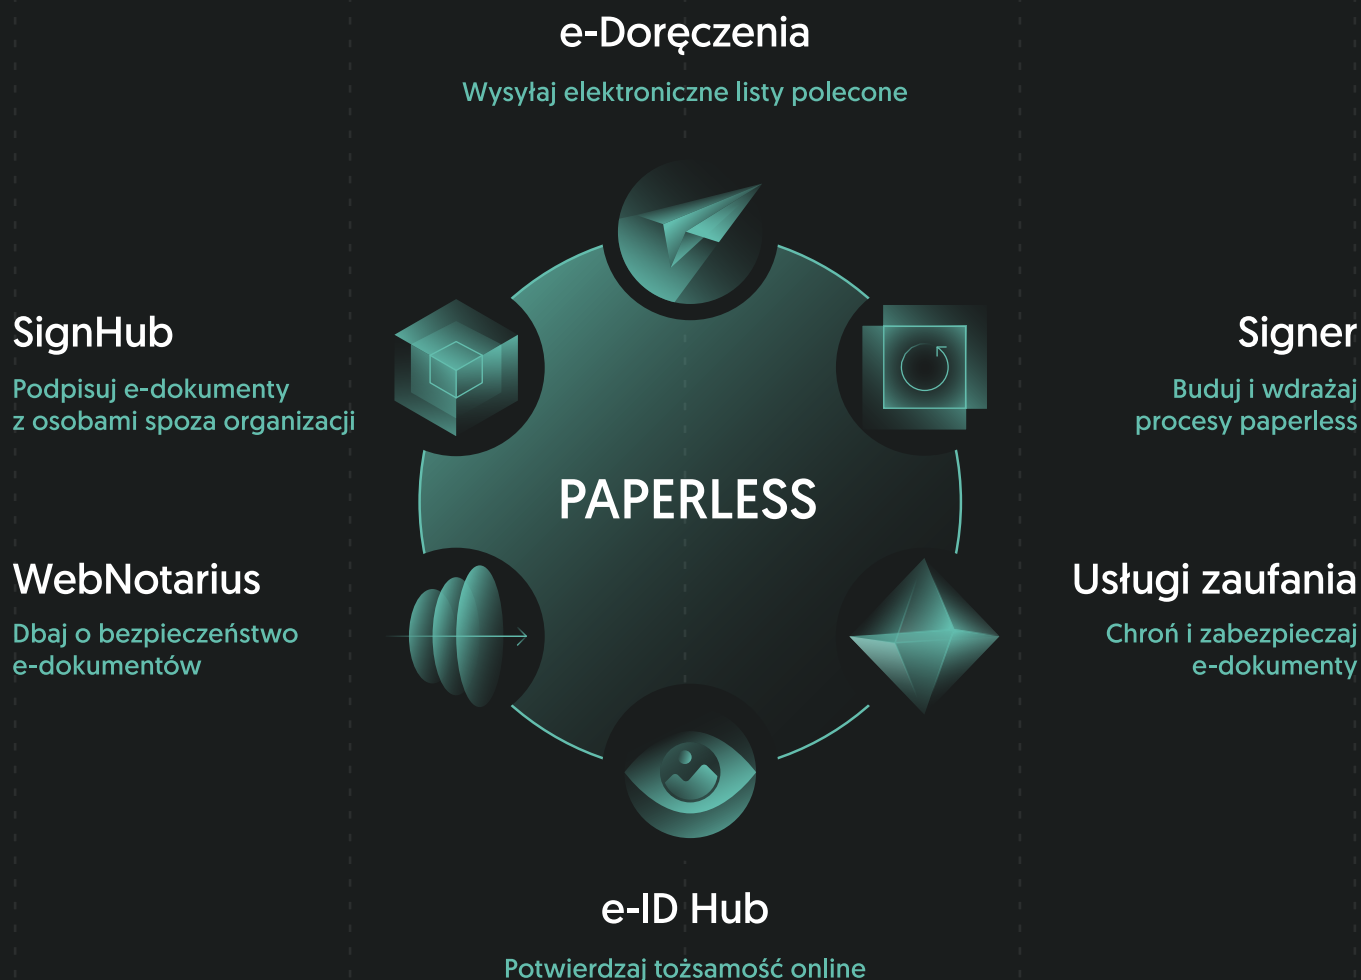 e-Doręczenia
Wysyłaj elektroniczne listy polecone
SignHub
Podpisuj e-dokumenty
z osobami spoza organizacji
Signer
Buduj i wdrażaj
procesy paperless
PAPERLESS
WebNotarius
Dbaj o bezpieczeństwo
e-dokumentów
Usługi zaufania
Chroń i zabezpieczaj
e-dokumenty
e-ID Hub
Potwierdzaj tożsamość online